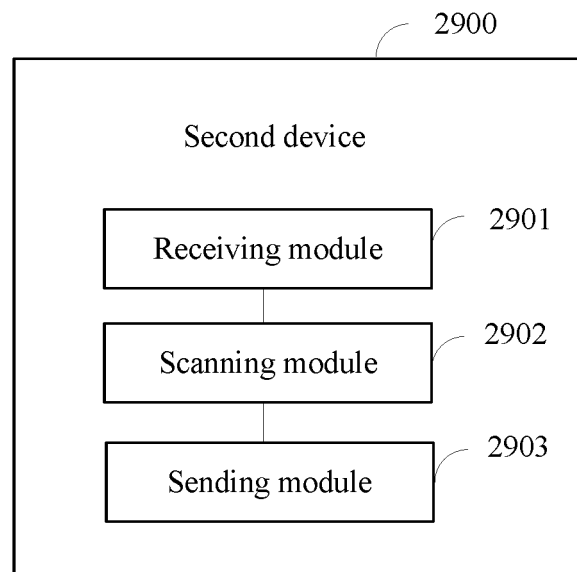 2900
Second device
2901
Receiving module
2902
Scanning module
2903
Sending module